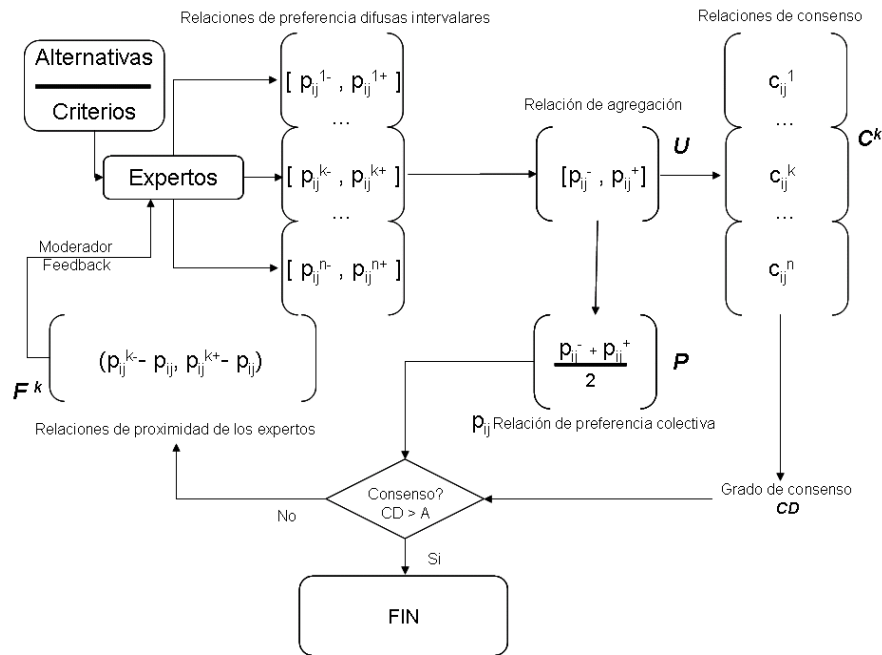 Relaciones de preferencia difusas intervalares
Relaciones de consenso
Alternativas
Criterios
[ p_ij^1- , p_ij^1+ ]
...
[ p_ij^k- , p_ij^k+ ]
...
[ p_ij^n- , p_ij^n+ ]
Expertos
Relación de agregación
[p_ij^- , p_ij^+]
U
c_ij^1
...
c_ij^k
...
c_ij^n
C^k
Moderador
Feedback
(p_ij^k- - p_ij, p_ij^k+ - p_ij)
F^k
Relaciones de proximidad de los expertos
p_ij^- + p_ij^+
2
P
p_ij Relación de preferencia colectiva
Consenso?
CD > A
No
Si
Grado de consenso
CD
FIN